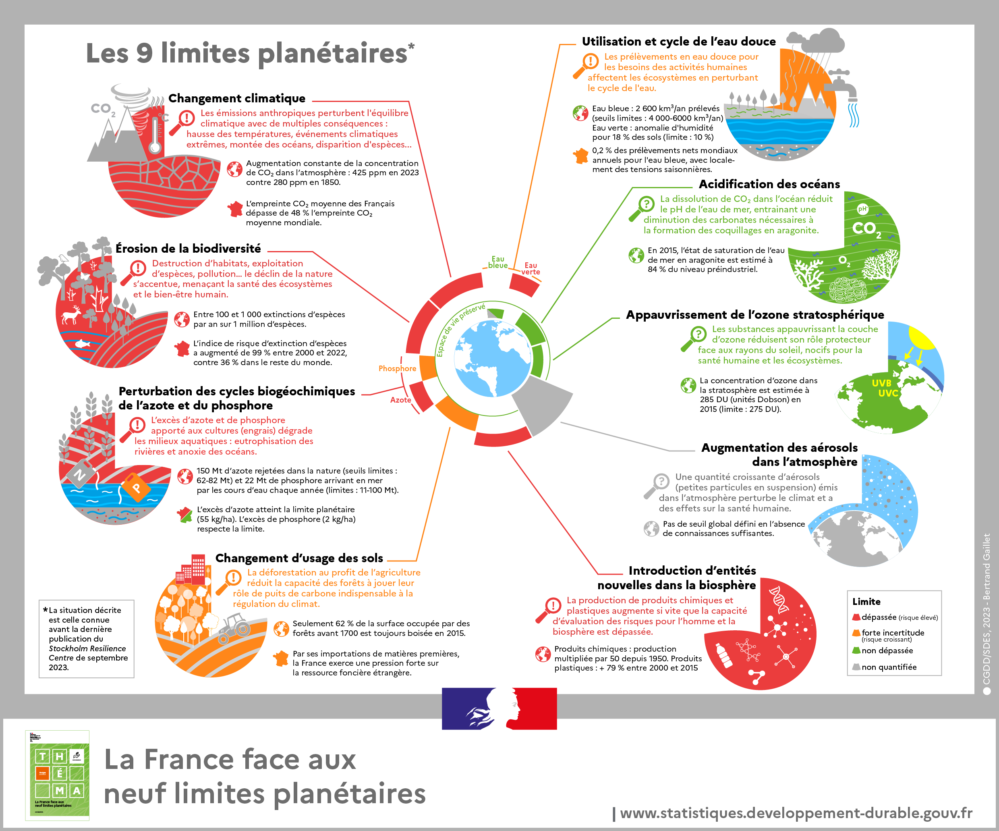 Les 9 limites planétaires*
Changement climatique
CO2
°C
Les émissions anthropiques perturbent l'équilibre
climatique avec de multiples conséquences :
hausse des températures, événements climatiques
extrêmes, montée des océans, disparition d'espèces...
Augmentation constante de la concentration
de CO₂ dans l’atmosphère : 425 ppm en 2023
contre 280 ppm en 1850.
L’empreinte CO₂ moyenne des Français
dépasse de 48 % l’empreinte CO₂
moyenne mondiale.
Érosion de la biodiversité
Destruction d’habitats, exploitation
d’espèces, pollution... le déclin de la nature
s’accentue, menaçant la santé des écosystèmes
et le bien-être humain.
Entre 100 et 1 000 extinctions d’espèces
par an sur 1 million d’espèces.
L’indice de risque d’extinction d’espèces
a augmenté de 99 % entre 2000 et 2022,
contre 36 % dans le reste du monde.
Perturbation des cycles biogéochimiques
de l’azote et du phosphore
L’excès d’azote et de phosphore
apporté aux cultures (engrais) dégrade
les milieux aquatiques : eutrophisation des
rivières et anoxie des océans.
N
P
150 Mt d’azote rejetées dans la nature (seuils limites :
62-82 Mt) et 22 Mt de phosphore arrivant en mer
par les cours d’eau chaque année (limites : 11-100 Mt).
L’excès d’azote atteint la limite planétaire
(55 kg/ha). L’excès de phosphore (2 kg/ha)
respecte la limite.
Changement d’usage des sols
La déforestation au profit de l’agriculture
réduit la capacité des forêts à jouer leur
rôle de puits de carbone indispensable à la
régulation du climat.
Seulement 62 % de la surface occupée par des
forêts avant 1700 est toujours boisée en 2015.
Par ses importations de matières premières,
la France exerce une pression forte sur
la ressource foncière étrangère.
*La situation décrite
est celle connue
avant la dernière
publication du
Stockholm Resilience
Centre de septembre
2023.
Eau
bleue
Eau
verte
Espace de vie préservé
Phosphore
Azote
Utilisation et cycle de l’eau douce
Les prélèvements en eau douce pour
les besoins des activités humaines
affectent les écosystèmes en perturbant
le cycle de l'eau.
Eau bleue : 2 600 km³/an prélevés
(seuils limites : 4 000-6000 km³/an)
Eau verte : anomalie d'humidité
pour 18 % des sols (limite : 10 %)
0,2 % des prélèvements nets mondiaux
annuels pour l'eau bleue, avec locale-
ment des tensions saisonnières.
Acidification des océans
La dissolution de CO₂ dans l’océan réduit
le pH de l’eau de mer, entrainant une
diminution des carbonates nécessaires à
la formation des coquillages en aragonite.
En 2015, l’état de saturation de l’eau
de mer en aragonite est estimé à
84 % du niveau préindustriel.
pH-
CO2
O2
Appauvrissement de l’ozone stratosphérique
Les substances appauvrissant la couche
d’ozone réduisent son rôle protecteur
face aux rayons du soleil, nocifs pour la
santé humaine et les écosystèmes.
La concentration d’ozone dans
la stratosphère est estimée à
285 DU (unités Dobson) en
2015 (limite : 275 DU).
UVB
UVC
Augmentation des aérosols
dans l’atmosphère
Une quantité croissante d’aérosols
(petites particules en suspension) émis
dans l’atmosphère perturbe le climat et a
des effets sur la santé humaine.
Pas de seuil global défini en l’absence
de connaissances suffisantes.
Introduction d’entités
nouvelles dans la biosphère
La production de produits chimiques et
plastiques augmente si vite que la capacité
d’évaluation des risques pour l’homme et la
biosphère est dépassée.
Produits chimiques : production
multipliée par 50 depuis 1950. Produits
plastiques : + 79 % entre 2000 et 2015
Limite
dépassée (risque élevé)
forte incertitude
(risque croissant)
non dépassée
non quantifiée
CGDD/SDES, 2023 - Bertrand Gaillet
T H
É
M A
La France face aux
neuf limites planétaires
La France face aux
neuf limites planétaires
| www.statistiques.developpement-durable.gouv.fr